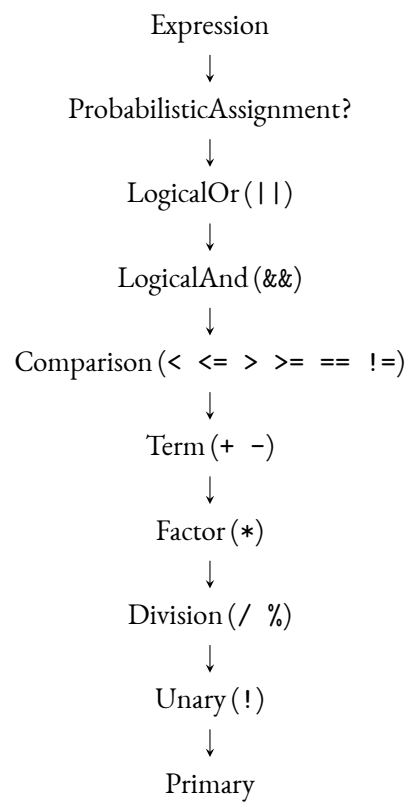 Expression
↓
ProbabilisticAssignment?
↓
LogicalOr (||)
↓
LogicalAnd (&&)
↓
Comparison (< <= > >= == !=)
↓
Term (+ -)
↓
Factor (*)
↓
Division (/ %)
↓
Unary (!)
↓
Primary